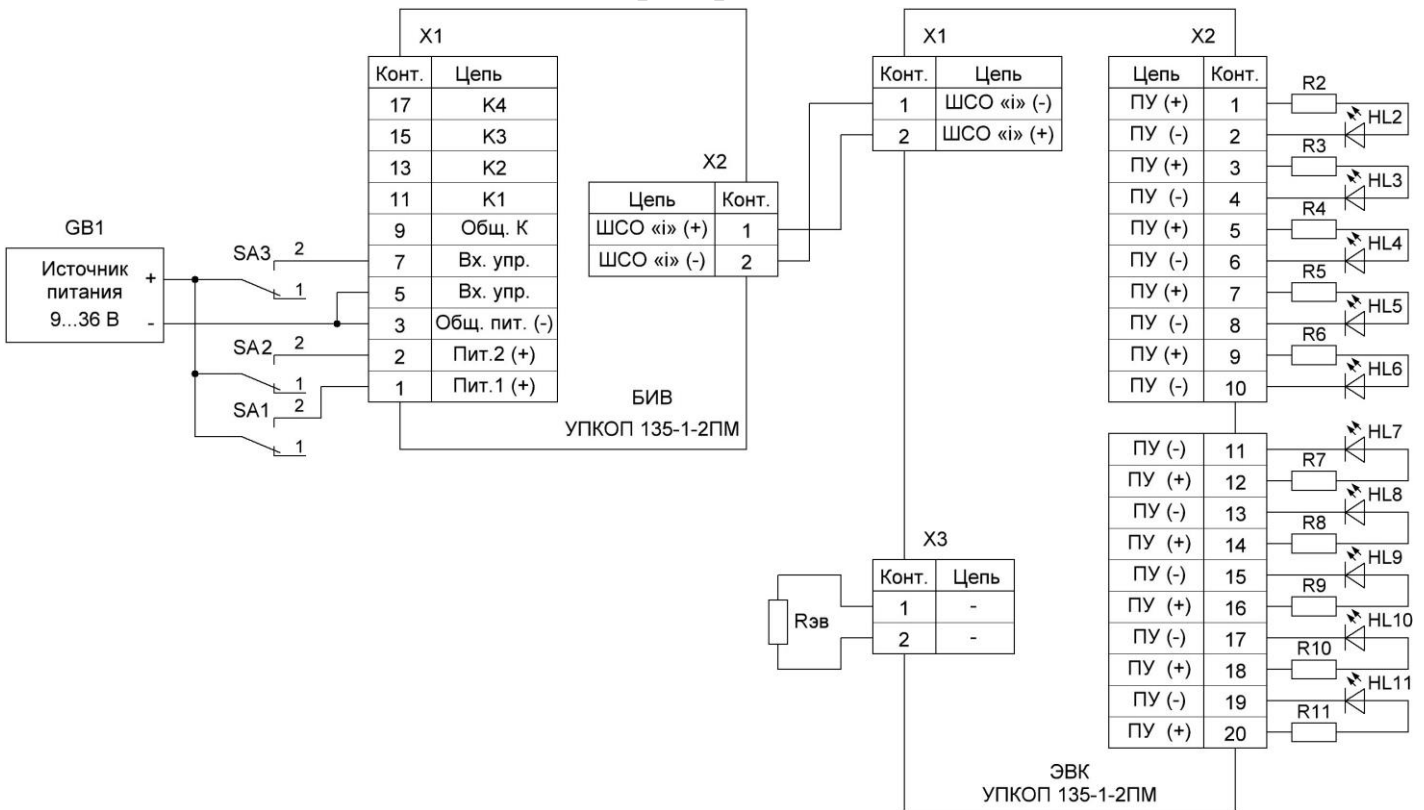 GB1
Источник
питания
9...36 В
+
-
SA3 2
1
SA2 2
1
SA1 2
1
X1
Конт. Цепь
17 К4
15 К3
13 К2
11 К1
9 Общ. К
7 Вх. упр.
5 Вх. упр.
3 Общ. пит. (-)
2 Пит.2 (+)
1 Пит.1 (+)
X2
Цепь Конт.
ШСО «i» (+) 1
ШСО «i» (-) 2
БИВ
УПКОП 135-1-2ПМ
X1
Конт. Цепь
1 ШСО «i» (-)
2 ШСО «i» (+)
X3
Конт. Цепь
1 -
2 -
Rэв
X2
Цепь Конт.
ПУ (+) 1
ПУ (-) 2
ПУ (+) 3
ПУ (-) 4
ПУ (+) 5
ПУ (-) 6
ПУ (+) 7
ПУ (-) 8
ПУ (+) 9
ПУ (-) 10
ПУ (-) 11
ПУ (+) 12
ПУ (-) 13
ПУ (+) 14
ПУ (-) 15
ПУ (+) 16
ПУ (-) 17
ПУ (+) 18
ПУ (-) 19
ПУ (+) 20
R2
HL2
R3
HL3
R4
HL4
R5
HL5
R6
HL6
HL7
R7
HL8
R8
HL9
R9
HL10
R10
HL11
R11
ЭВК
УПКОП 135-1-2ПМ